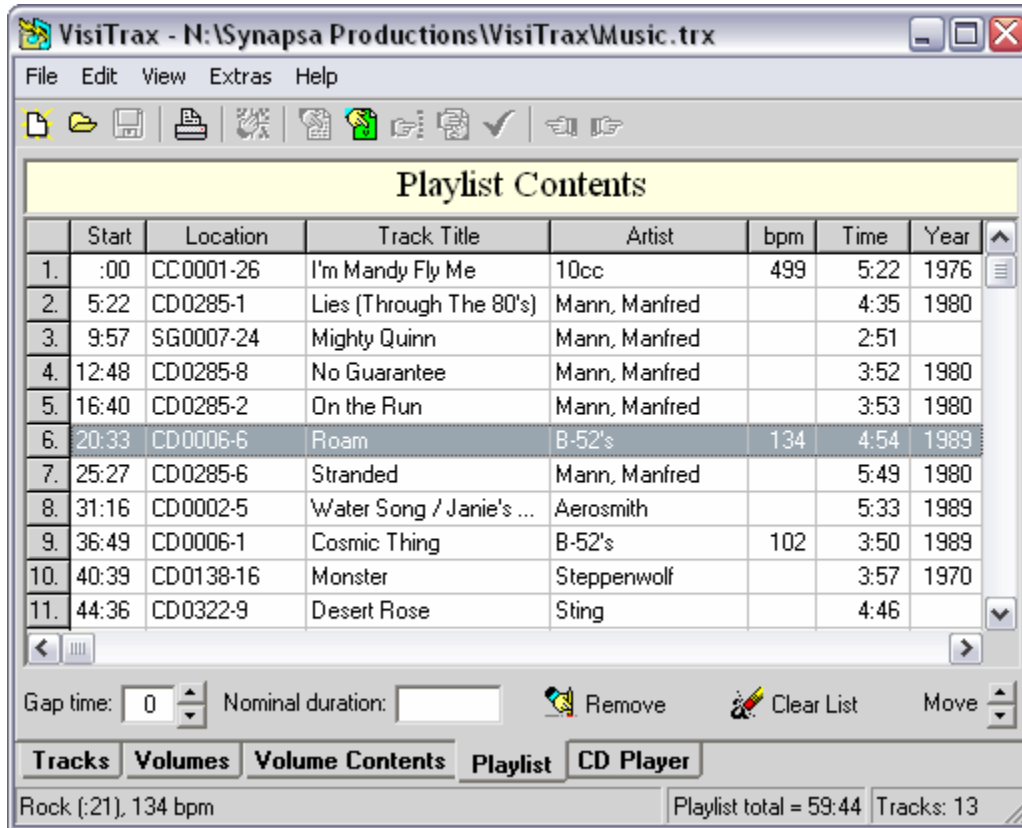 VisiTrax - N:\Synapsa Productions\VisiTrax\Music.trx
File Edit View Extras Help
Playlist Contents
Start Location Track Title Artist bpm Time Year
1. :00 CC0001-26 I'm Mandy Fly Me 10cc 499 5:22 1976
2. 5:22 CD0285-1 Lies (Through The 80's) Mann, Manfred 4:35 1980
3. 9:57 SG0007-24 Mighty Quinn Mann, Manfred 2:51
4. 12:48 CD0285-8 No Guarantee Mann, Manfred 3:52 1980
5. 16:40 CD0285-2 On the Run Mann, Manfred 3:53 1980
6. 20:33 CD0006-6 Roam B-52's 134 4:54 1989
7. 25:27 CD0285-6 Stranded Mann, Manfred 5:49 1980
8. 31:16 CD0002-5 Water Song / Janie's ... Aerosmith 5:33 1989
9. 36:49 CD0006-1 Cosmic Thing B-52's 102 3:50 1989
10. 40:39 CD0138-16 Monster Steppenwolf 3:57 1970
11. 44:36 CD0322-9 Desert Rose Sting 4:46
Gap time: 0 Nominal duration: Remove Clear List Move
Tracks Volumes Volume Contents Playlist CD Player
Rock (:21), 134 bpm Playlist total = 59:44 Tracks: 13